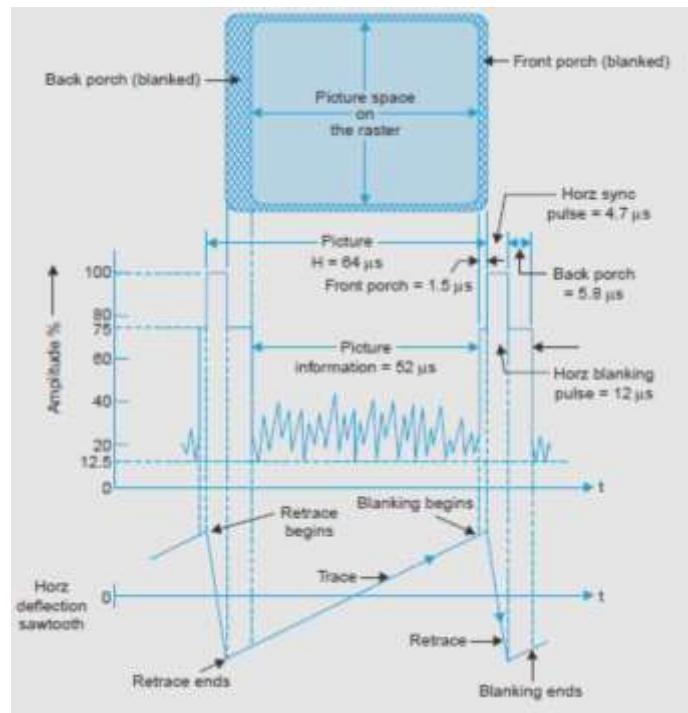 Back porch (blanked)
Front porch (blanked)
Picture space
on
the raster
Horz sync
pulse = 4.7 μs
Picture
H = 64 μs
Front porch = 1.5 μs
Back porch
= 5.8 μs
Amplitude %
100
80
75
60
40
20
12.5
0
Picture
information = 52 μs
Horz blanking
pulse = 12 μs
t
Retrace
begins
Blanking begins
Trace
Horz
deflection
sawtooth
0
t
Retrace
Retrace ends
Blanking ends